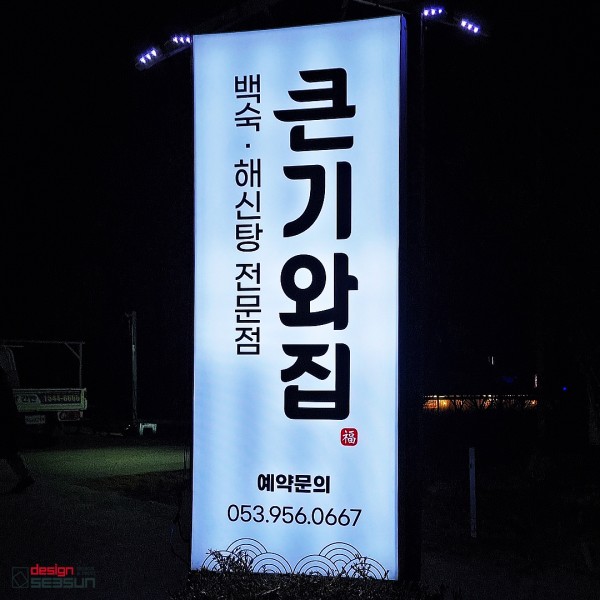 큰기와집
백숙 · 해신탕 전문점
福
예약문의
053.956.0667
design
SEESUN